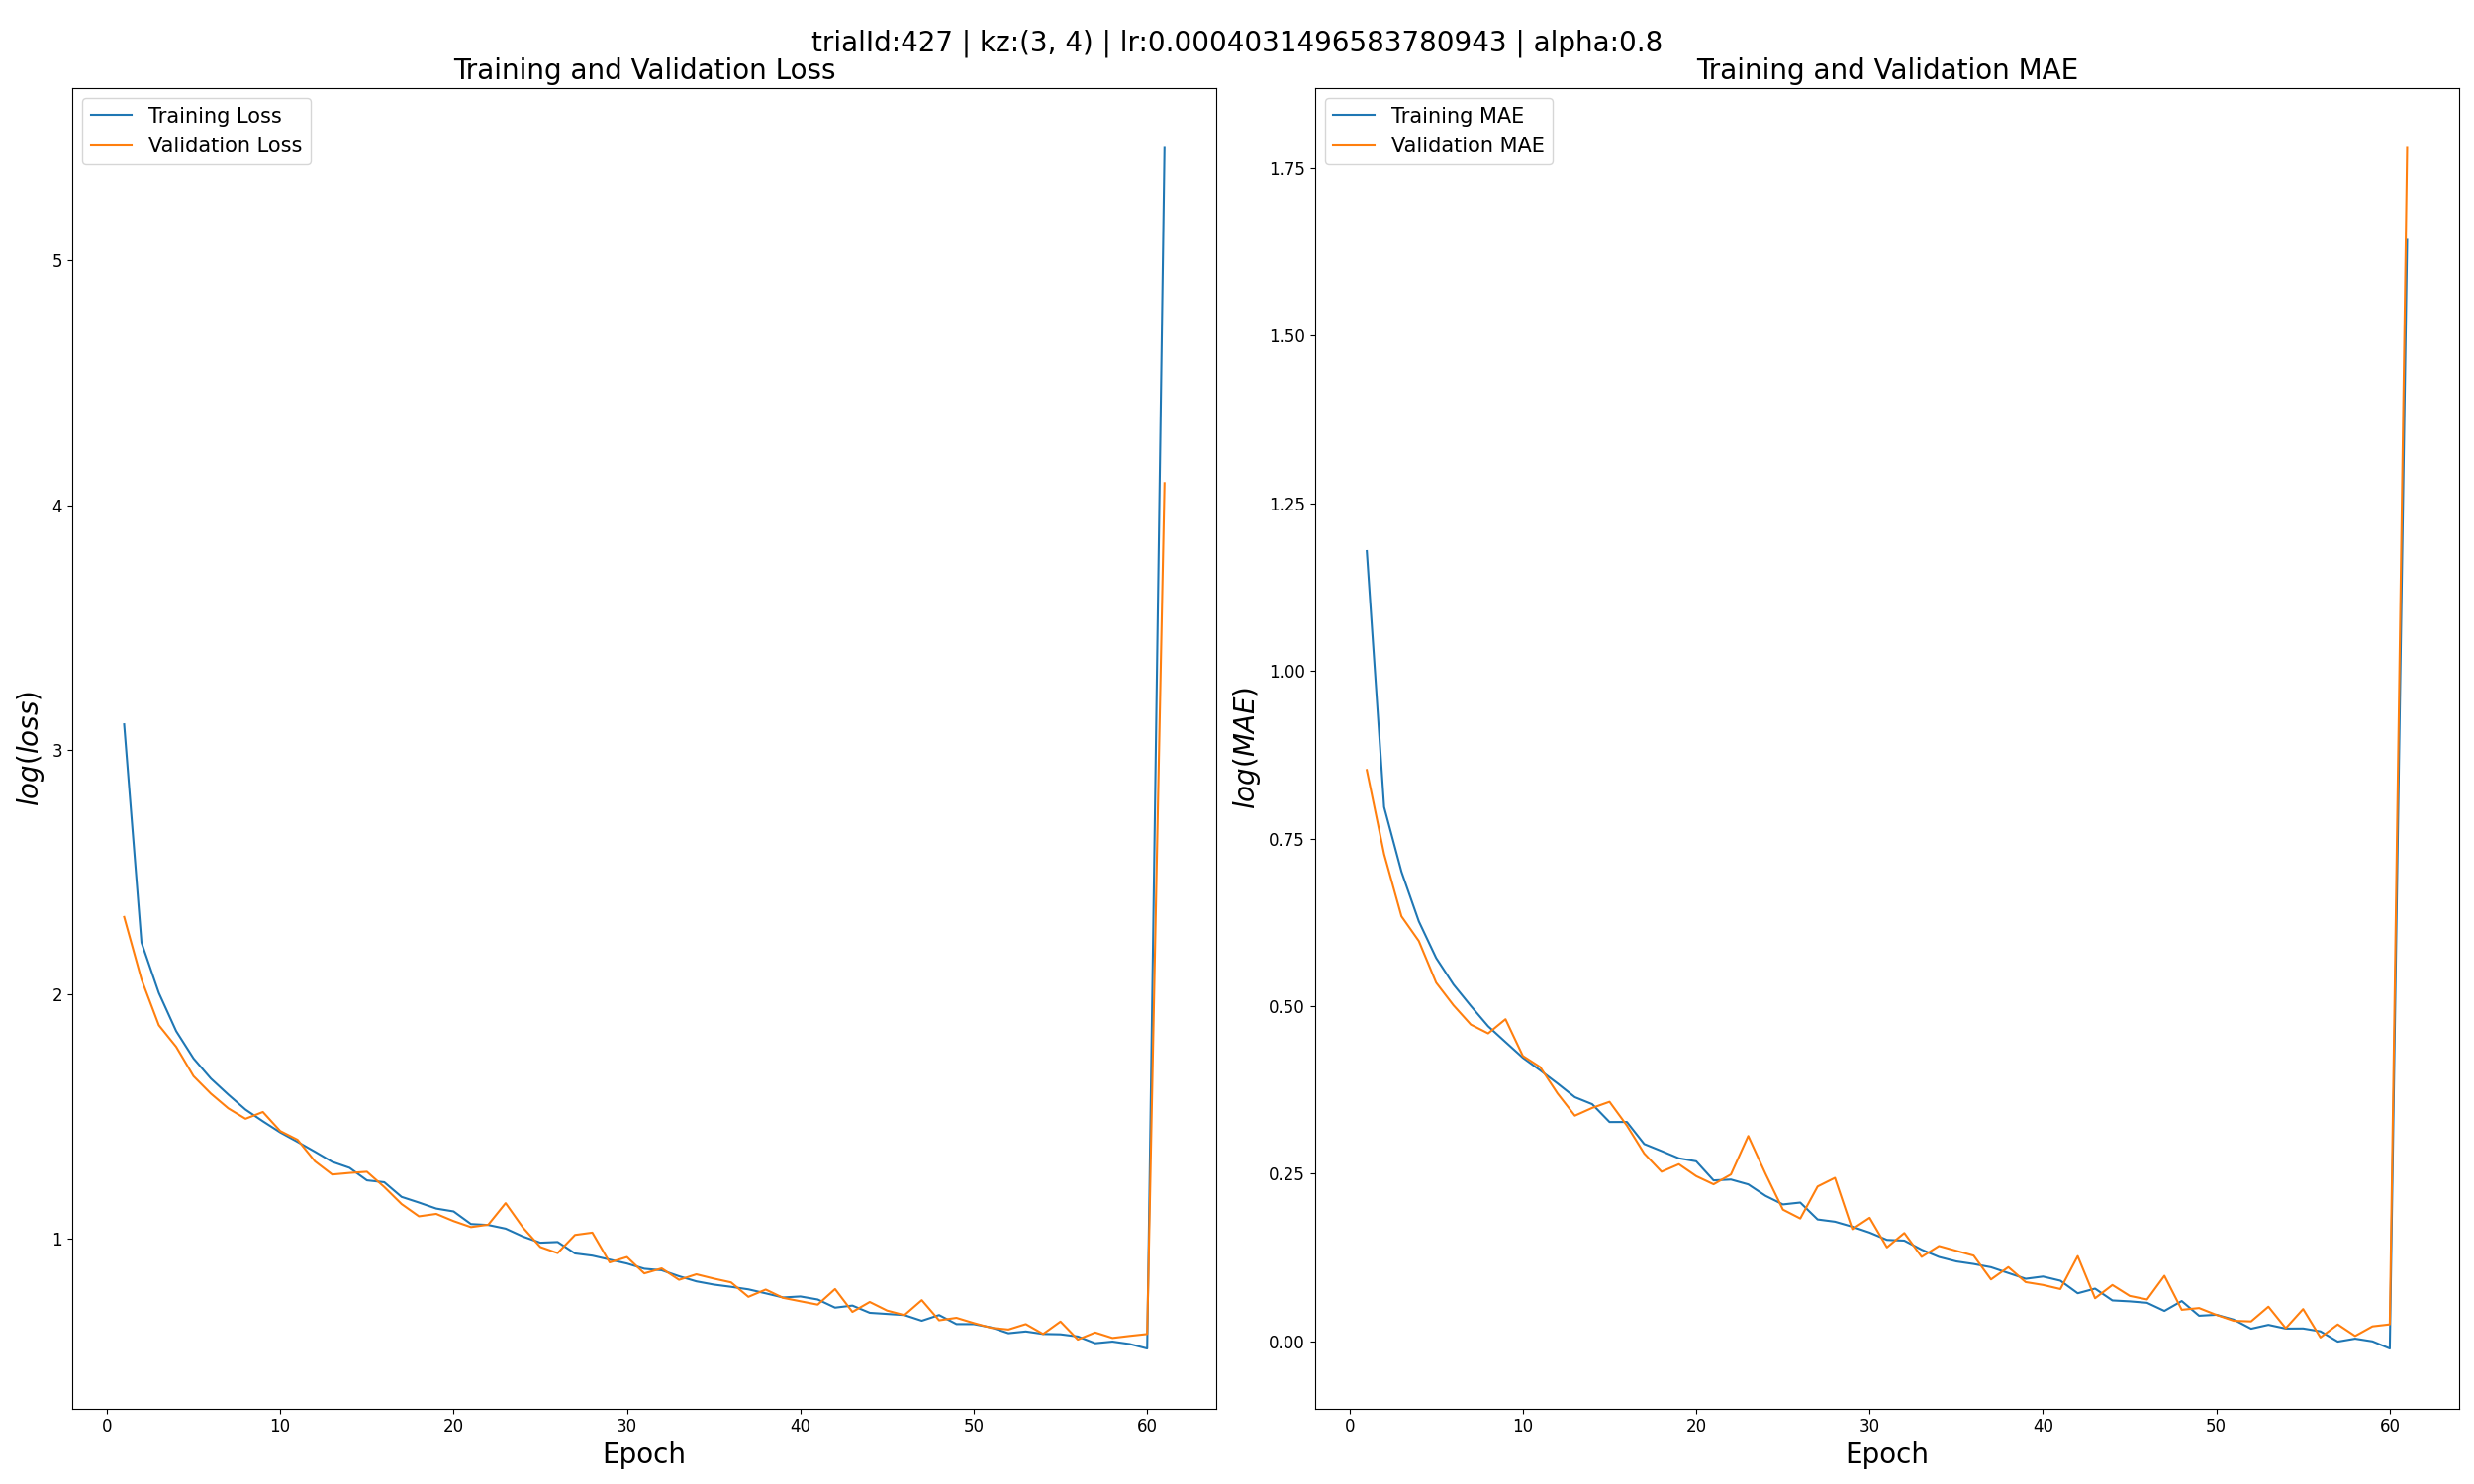 trialId:427 | kz:(3, 4) | lr:0.0004031496583780943 | alpha:0.8
Training and Validation Loss
Training Loss
Validation Loss
5
4
3
2
1
log(loss)
0 10 20 30 40 50 60
Epoch
Training and Validation MAE
Training MAE
Validation MAE
1.75
1.50
1.25
1.00
0.75
0.50
0.25
0.00
log(MAE)
0 10 20 30 40 50 60
Epoch